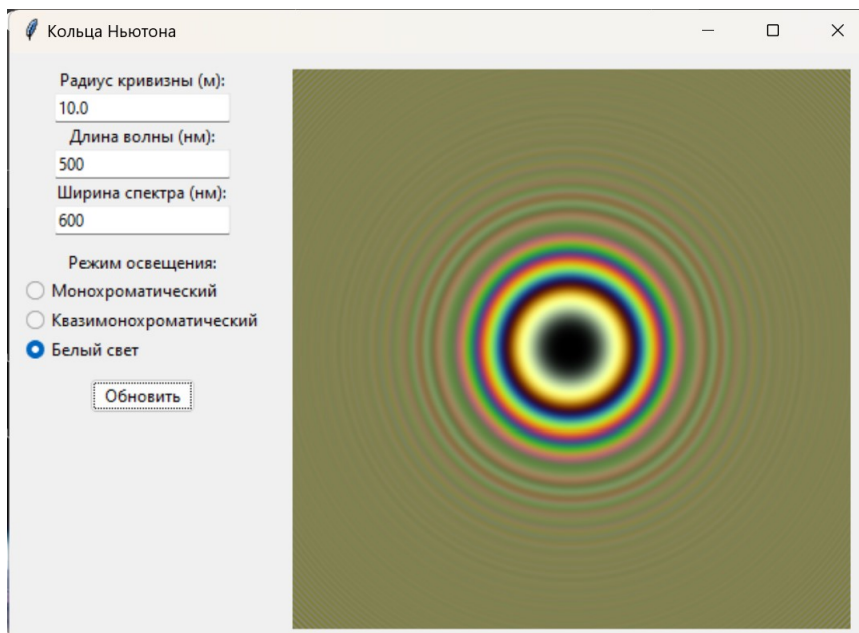 Кольца Ньютона
Радиус кривизны (м):
10.0
Длина волны (нм):
500
Ширина спектра (нм):
600
Режим освещения:
Монохроматический
Квазимонохроматический
Белый свет
Обновить